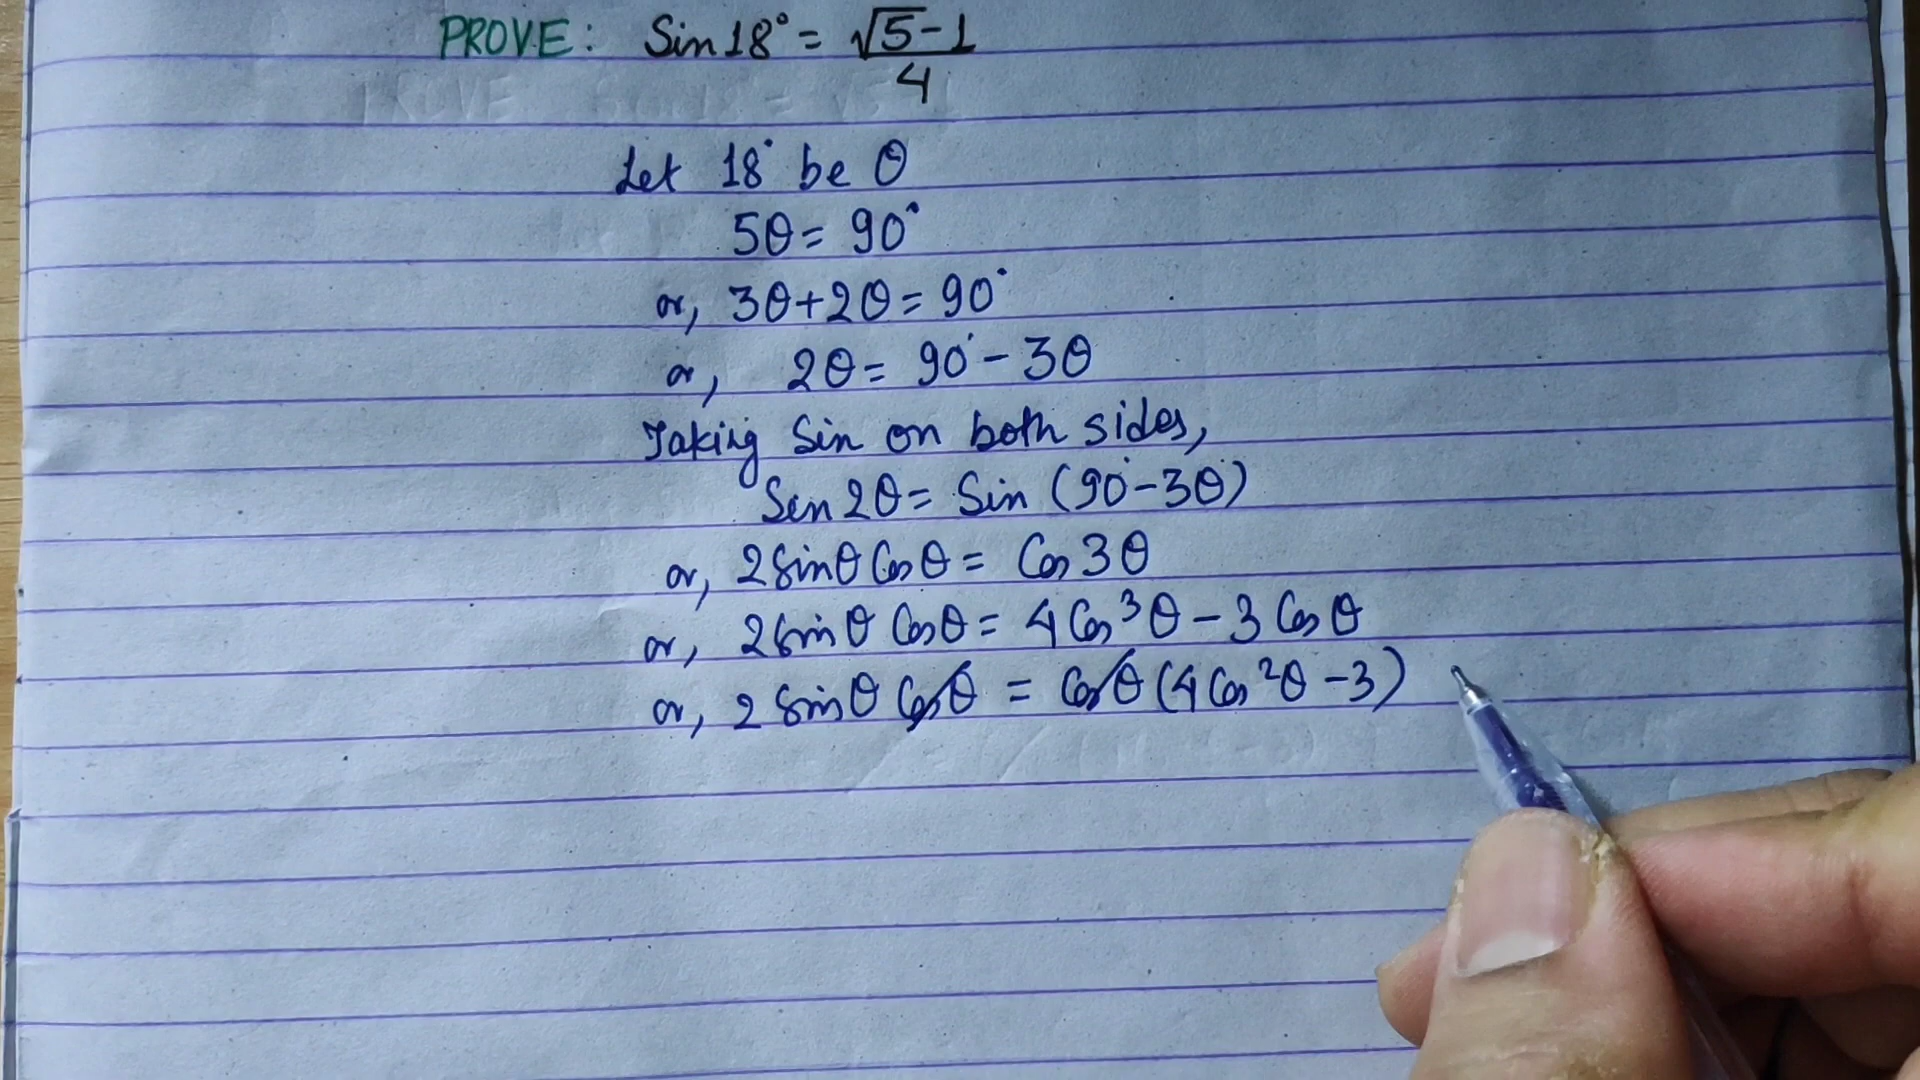 PROVE: Sin18° = √5-1
4
Let 18° be θ
5θ = 90°
or, 3θ+2θ = 90°
or, 2θ = 90° - 3θ
Taking Sin on both sides,
Sin 2θ = Sin (90°-3θ)
or, 2 Sinθ Cosθ = Cos 3θ
or, 2 Sinθ Cosθ = 4 Cos³θ - 3 Cosθ
or, 2 Sinθ Cosθ = Cosθ (4 Cos²θ - 3)